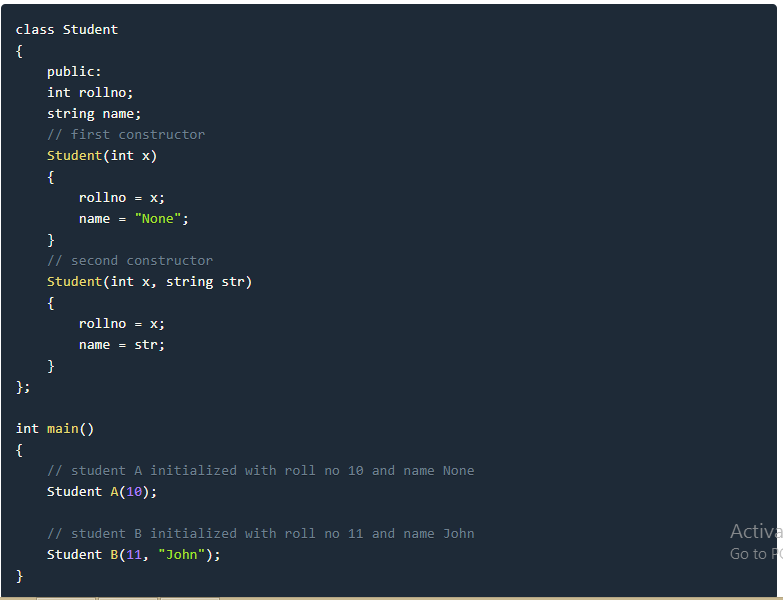 class Student
{
    public:
    int rollno;
    string name;
    // first constructor
    Student(int x)
    {
        rollno = x;
        name = "None";
    }
    // second constructor
    Student(int x, string str)
    {
        rollno = x;
        name = str;
    }
};

int main()
{
    // student A initialized with roll no 10 and name None
    Student A(10);

    // student B initialized with roll no 11 and name John
    Student B(11, "John");
}
Activa
Go to PC